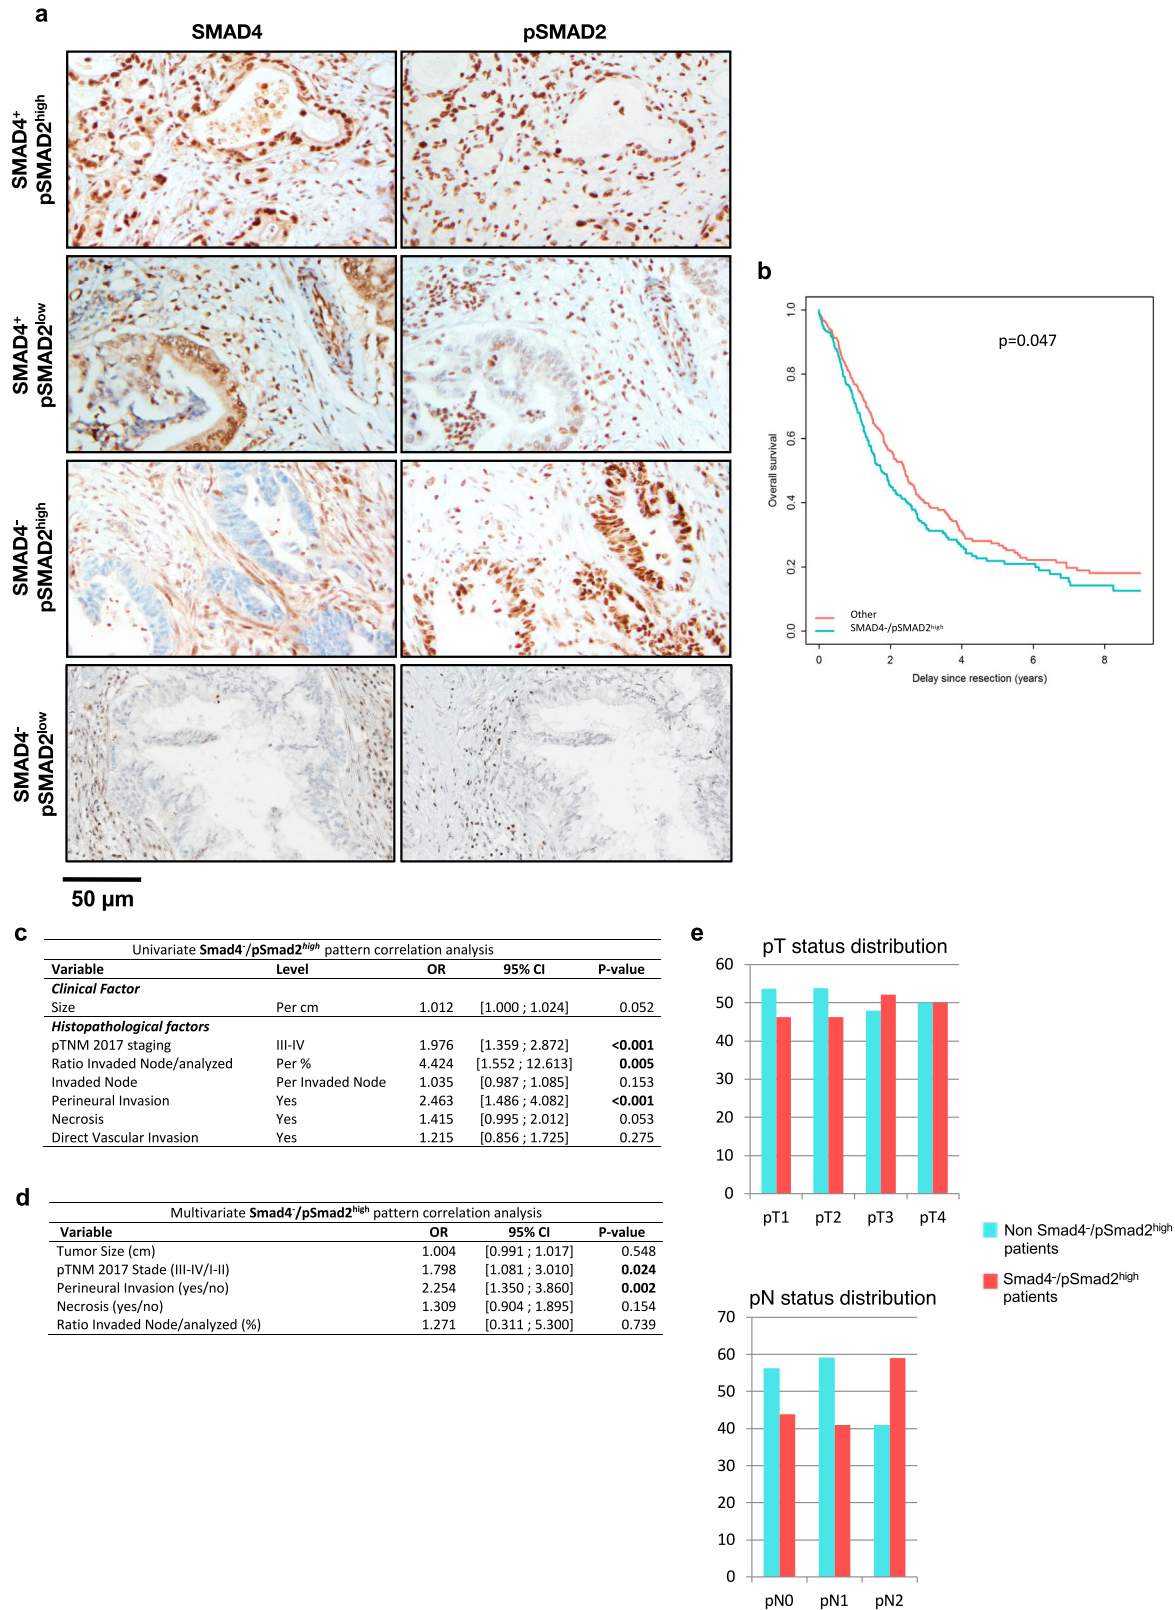 a
SMAD4
pSMAD2
SMAD4⁺
pSMAD2ʰⁱᵍʰ
SMAD4⁺
pSMAD2ˡᵒʷ
SMAD4⁻
pSMAD2ʰⁱᵍʰ
SMAD4⁻
pSMAD2ˡᵒʷ
50 µm
b
1.0
0.8
0.6
0.4
0.2
0.0
Overall survival
p=0.047
Other
SMAD4-/pSMAD2ʰⁱᵍʰ
0 2 4 6 8
Delay since resection (years)
c
Univariate Smad4⁻/pSmad2ʰⁱᵍʰ pattern correlation analysis
Variable Level OR 95% CI P-value
Clinical Factor
Size Per cm 1.012 [1.000 ; 1.024] 0.052
Histopathological factors
pTNM 2017 staging III-IV 1.976 [1.359 ; 2.872] <0.001
Ratio Invaded Node/analyzed Per % 4.424 [1.552 ; 12.613] 0.005
Invaded Node Per Invaded Node 1.035 [0.987 ; 1.085] 0.153
Perineural Invasion Yes 2.463 [1.486 ; 4.082] <0.001
Necrosis Yes 1.415 [0.995 ; 2.012] 0.053
Direct Vascular Invasion Yes 1.215 [0.856 ; 1.725] 0.275
d
Multivariate Smad4⁻/pSmad2ʰⁱᵍʰ pattern correlation analysis
Variable OR 95% CI P-value
Tumor Size (cm) 1.004 [0.991 ; 1.017] 0.548
pTNM 2017 Stade (III-IV/I-II) 1.798 [1.081 ; 3.010] 0.024
Perineural Invasion (yes/no) 2.254 [1.350 ; 3.860] 0.002
Necrosis (yes/no) 1.309 [0.904 ; 1.895] 0.154
Ratio Invaded Node/analyzed (%) 1.271 [0.311 ; 5.300] 0.739
e
pT status distribution
60
50
40
30
20
10
0
pT1 pT2 pT3 pT4
Non Smad4⁻/pSmad2ʰⁱᵍʰ
patients
Smad4⁻/pSmad2ʰⁱᵍʰ
patients
pN status distribution
70
60
50
40
30
20
10
0
pN0 pN1 pN2